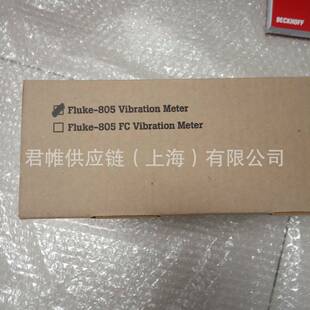 BECKHOFF
Fluke-805 Vibration Meter
Fluke-805 FC Vibration Meter
君帷供应链（上海）有限公司